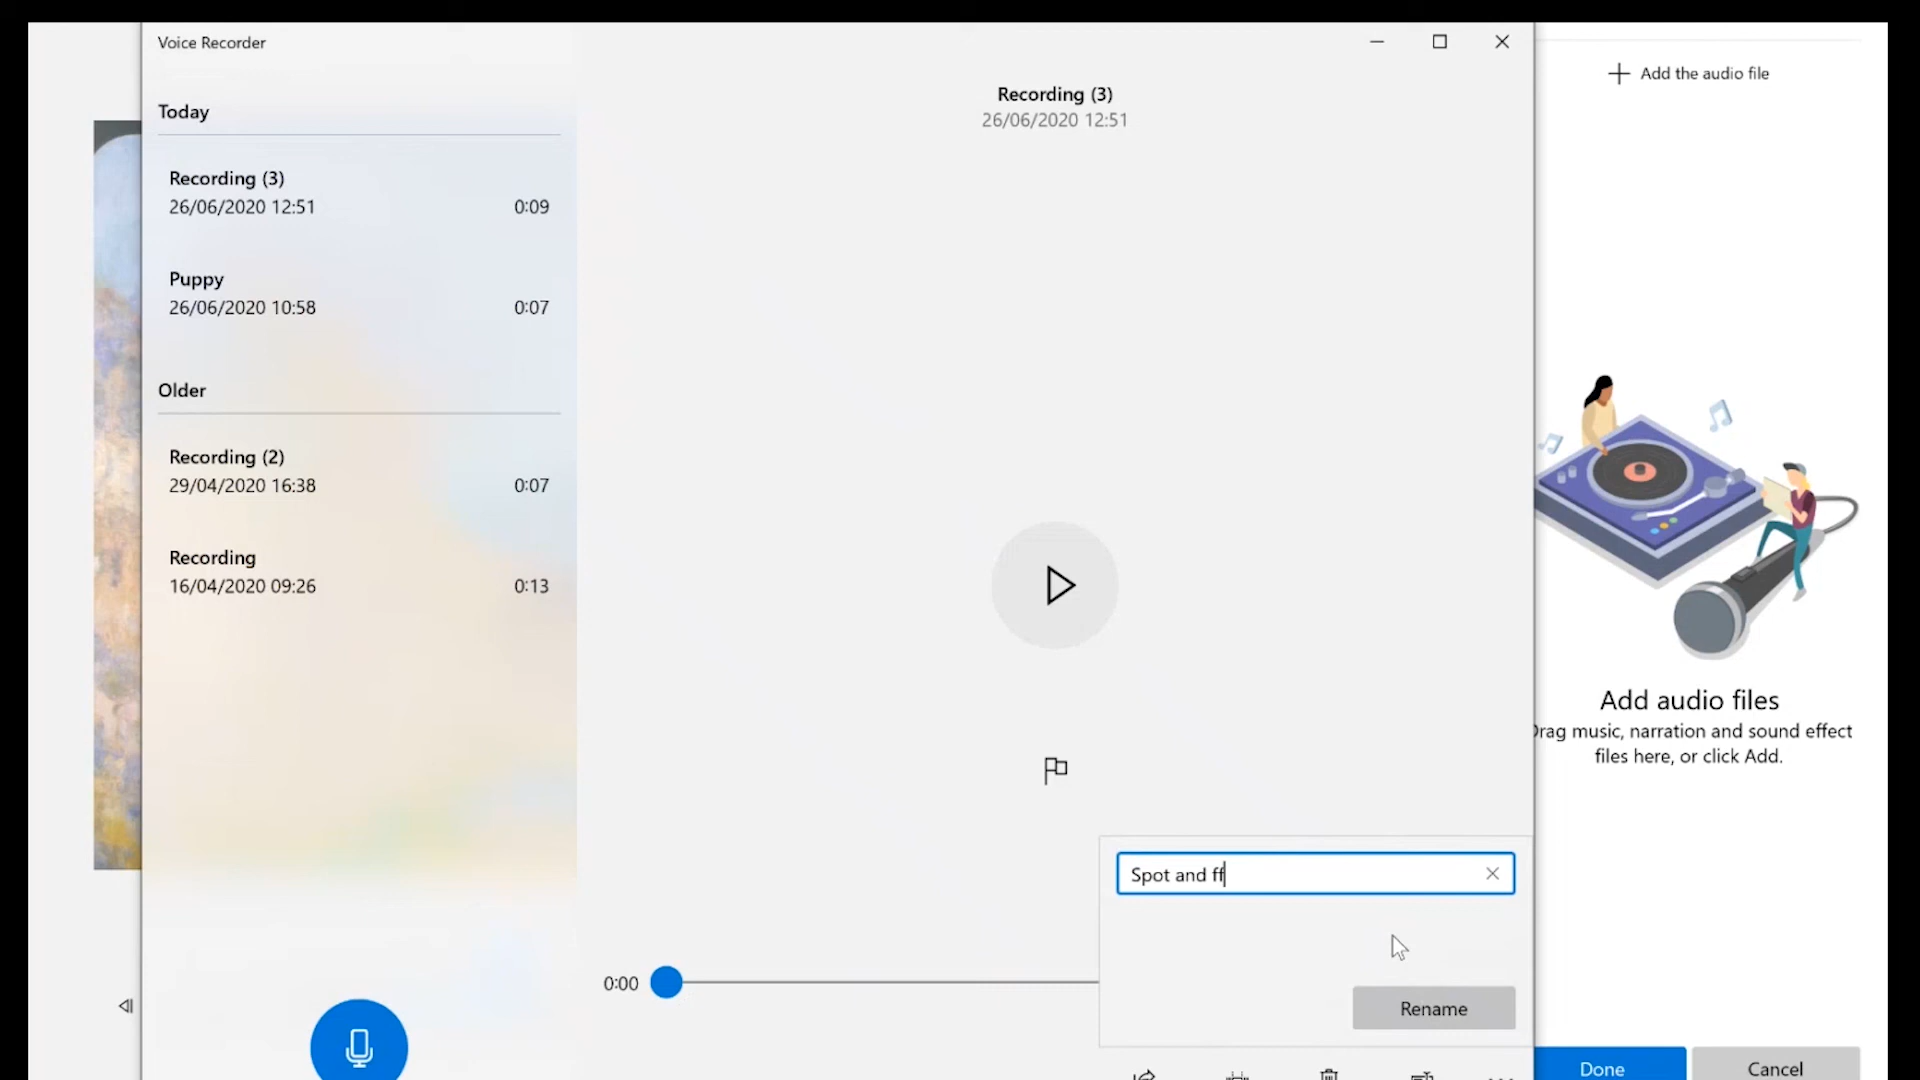 Voice Recorder
Today
Recording (3)
26/06/2020 12:51
0:09
Puppy
26/06/2020 10:58
0:07
Older
Recording (2)
29/04/2020 16:38
0:07
Recording
16/04/2020 09:26
0:13
Recording (3)
26/06/2020 12:51
0:00
Spot and ff
Rename
Add the audio file
Add audio files
Drag music, narration and sound effect
files here, or click Add.
Done
Cancel